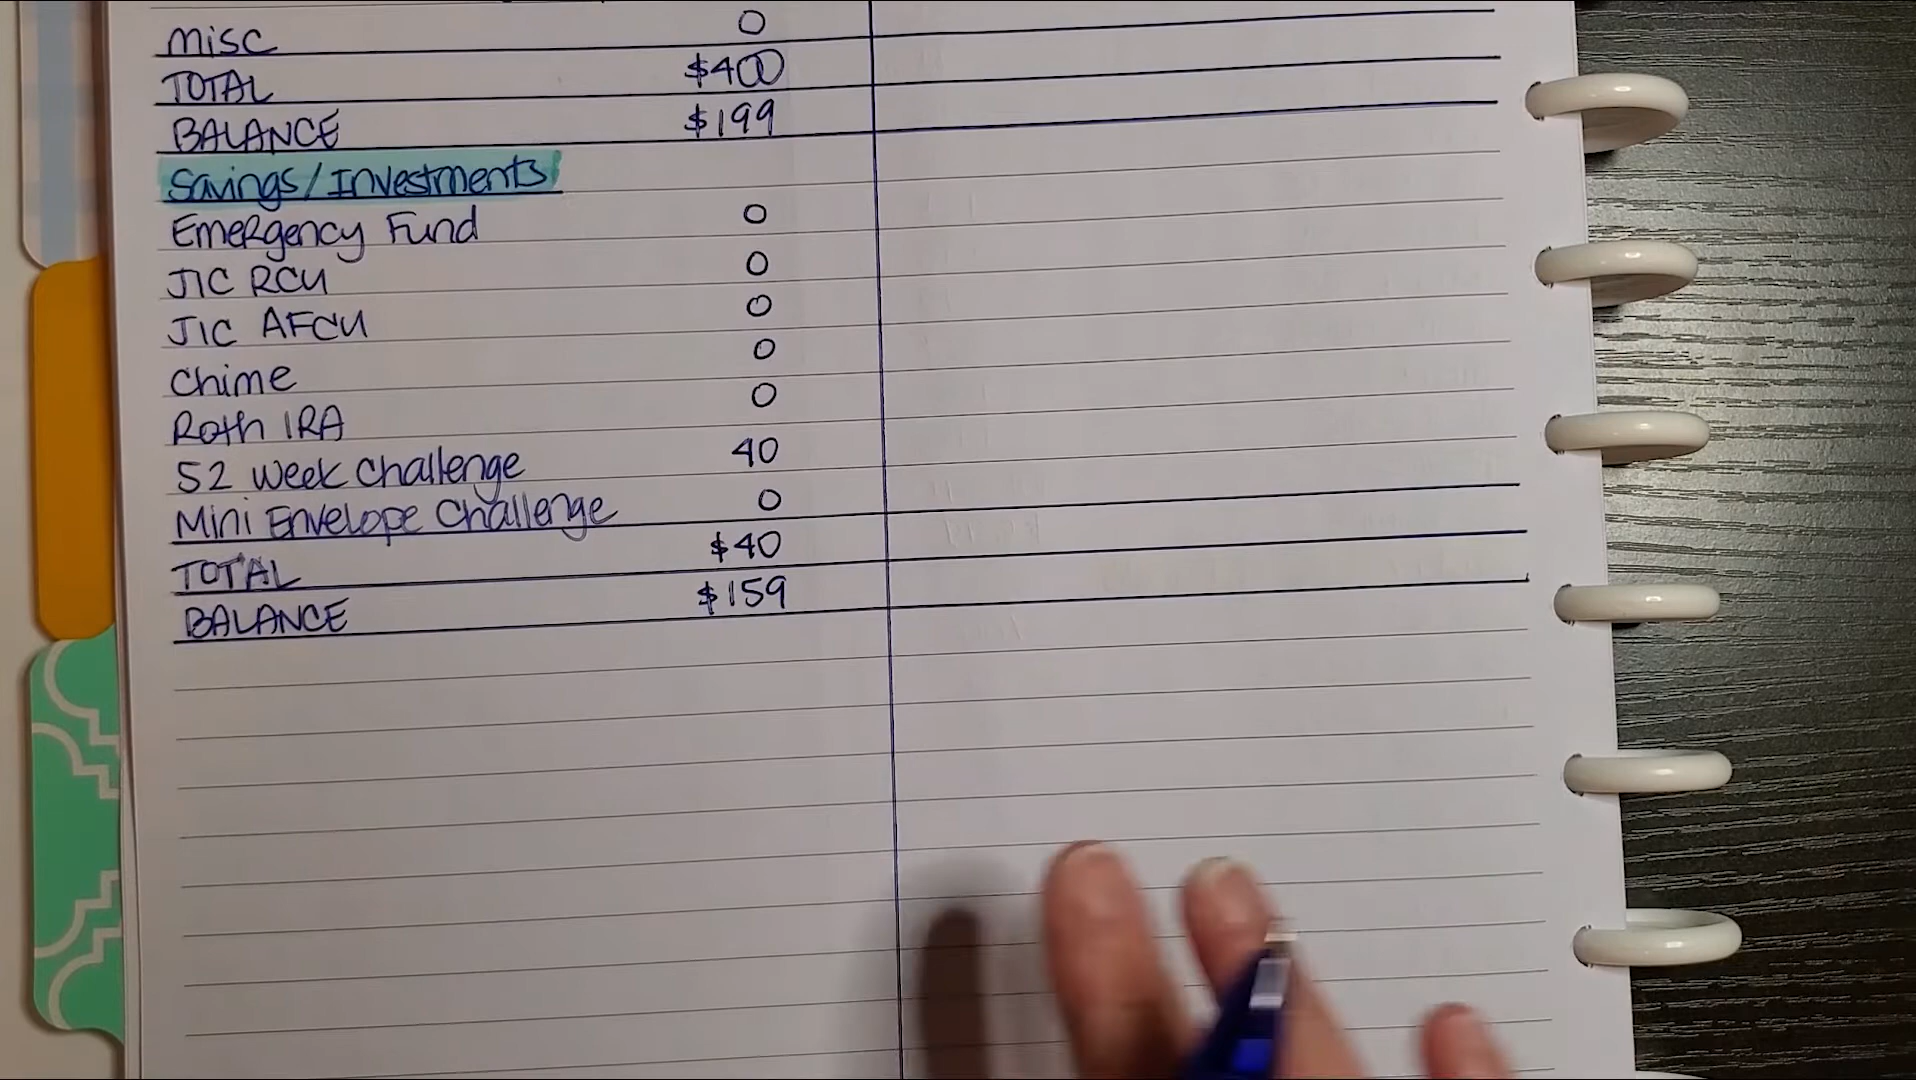 Misc 0
TOTAL $400
BALANCE $199
Savings/Investments
Emergency Fund 0
JIC RCU 0
JIC AFCU 0
Chime 0
Roth IRA 0
52 Week Challenge 40
Mini Envelope Challenge 0
TOTAL $40
BALANCE $159